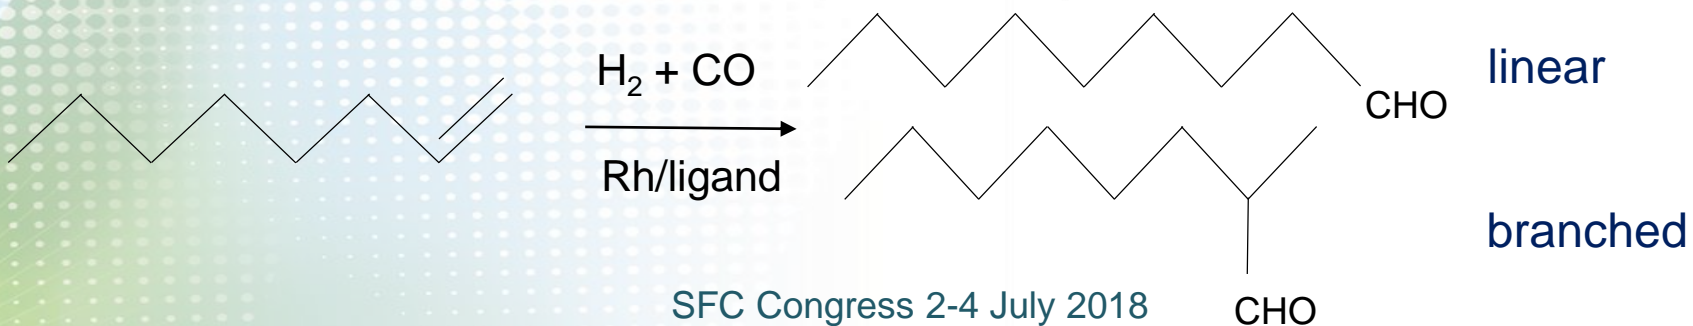 H₂ + CO
Rh/ligand
linear
CHO
branched
CHO
SFC Congress 2-4 July 2018